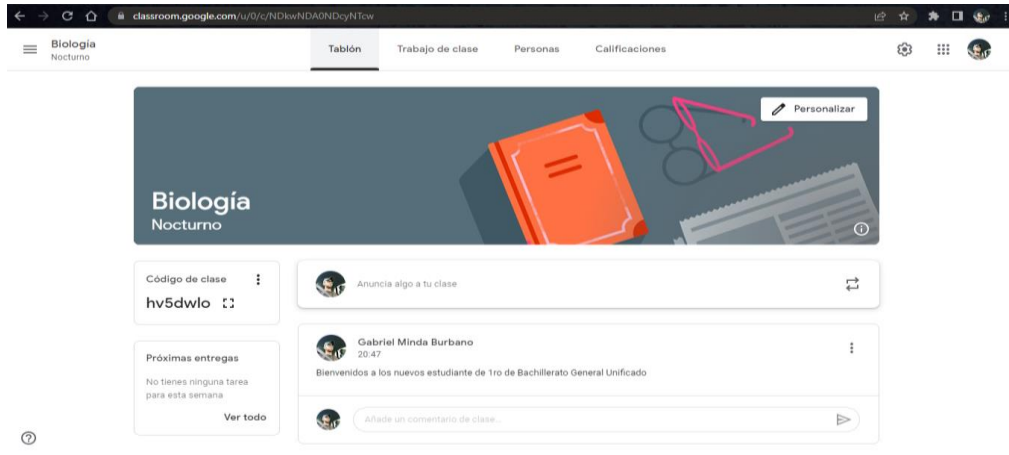 classroom.google.com/u/0/c/NDkwNDA0NDcyNTcw
Biología
Nocturno
Tablón Trabajo de clase Personas Calificaciones
Personalizar
Biología
Nocturno
Código de clase
hv5dwlo
Anuncia algo a tu clase
Gabriel Minda Burbano
20:47
Bienvenidos a los nuevos estudiante de 1ro de Bachillerato General Unificado
Próximas entregas
No tienes ninguna tarea
para esta semana
Ver todo
Añade un comentario de clase...